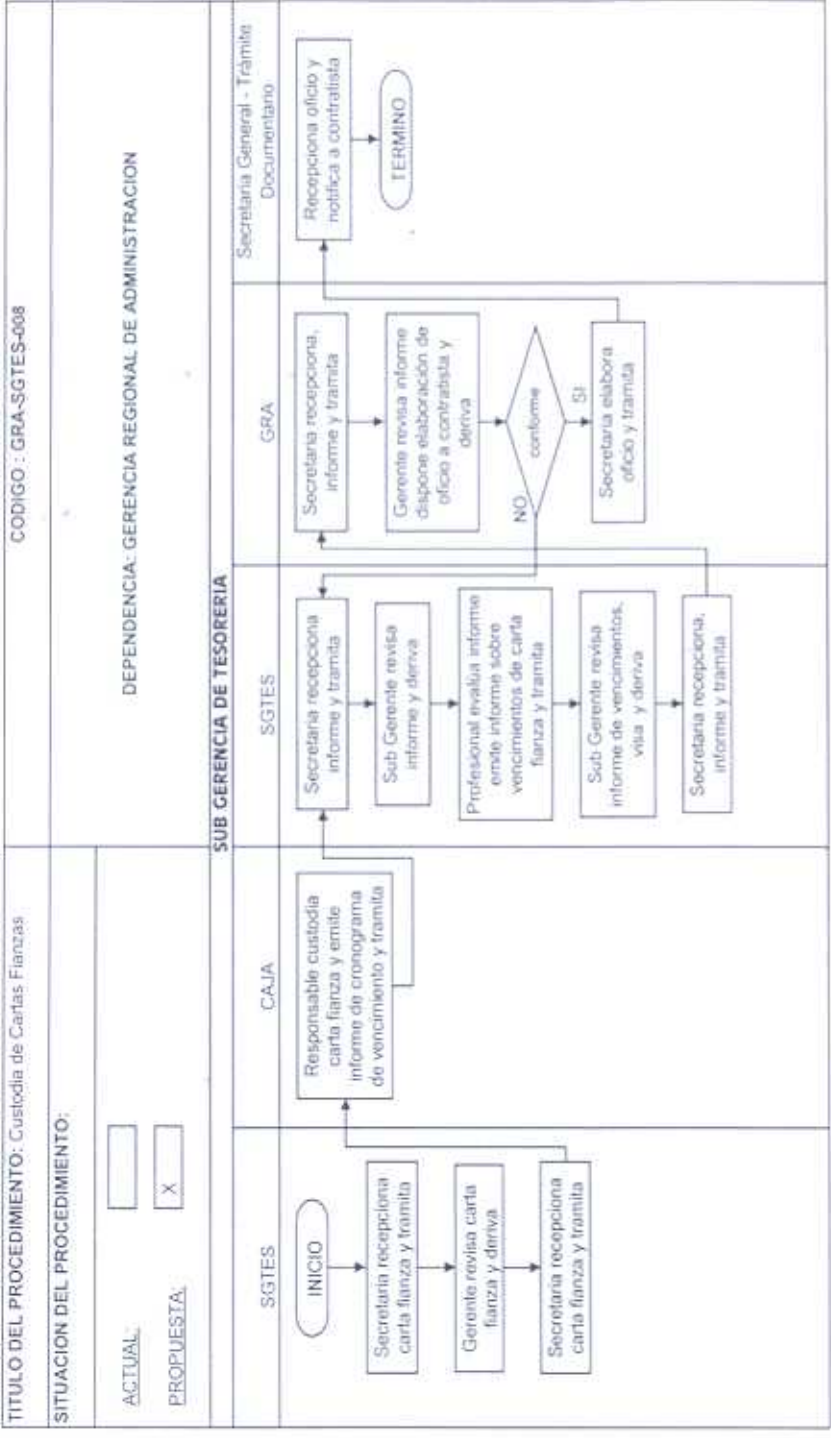 TITULO DEL PROCEDIMIENTO: Custodia de Cartas Fianzas
CODIGO : GRA-SGTES-008
SITUACION DEL PROCEDIMIENTO:
DEPENDENCIA: GERENCIA REGIONAL DE ADMINISTRACION
ACTUAL:
PROPUESTA:
X
SUB GERENCIA DE TESORERIA
SGTES
CAJA
SGTES
GRA
Secretaria General - Trámite
Documentario
INICIO
Secretaria recepciona
carta fianza y tramita
Gerente revisa carta
fianza y deriva
Secretaria recepciona
carta fianza y tramita
Responsable custodia
carta fianza y emite
informe de cronograma
de vencimiento y tramita
Secretaria recepciona
informe y tramita
Sub Gerente revisa
informe y deriva
Profesional evalúa informe
emite informe sobre
vencimientos de carta
fianza y tramita
Sub Gerente revisa
informe de vencimientos,
visa y deriva
Secretaria recepciona,
informe y tramita
Secretaria recepciona,
informe y tramita
Gerente revisa informe
dispone elaboración de
oficio a contratista y
deriva
conforme
NO
SI
Secretaria elabora
oficio y tramita
Recepciona oficio y
notifica a contratista
TERMINO